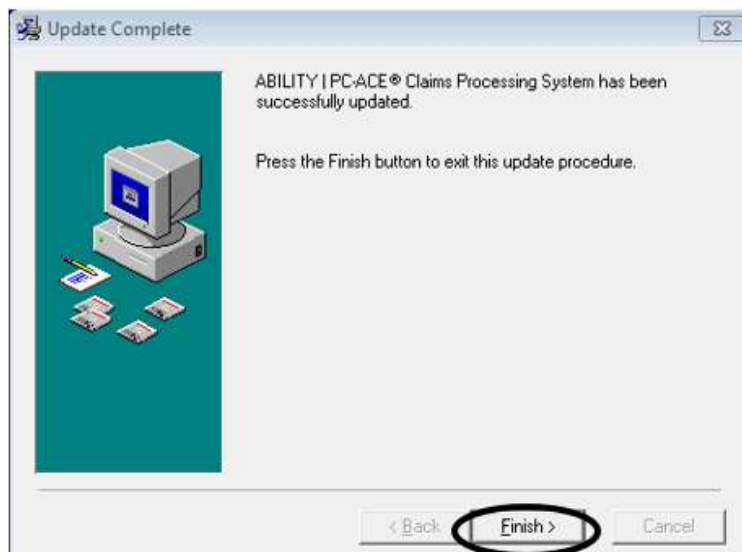 Update Complete
ABILITY | PC-ACE® Claims Processing System has been
successfully updated.
Press the Finish button to exit this update procedure.
< Back
Finish >
Cancel